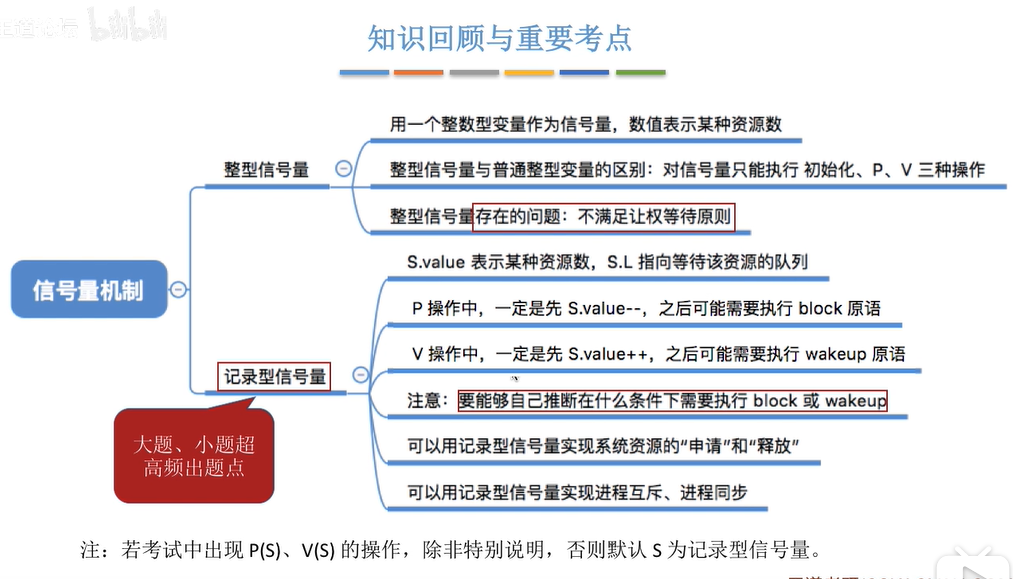 知识回顾与重要考点
用一个整数型变量作为信号量，数值表示某种资源数
整型信号量
整型信号量与普通整型变量的区别：对信号量只能执行 初始化、P、V 三种操作
整型信号量存在的问题：不满足让权等待原则
信号量机制
S.value 表示某种资源数，S.L 指向等待该资源的队列
P 操作中，一定是先 S.value--，之后可能需要执行 block 原语
V 操作中，一定是先 S.value++，之后可能需要执行 wakeup 原语
记录型信号量
注意：要能够自己推断在什么条件下需要执行 block 或 wakeup
可以用记录型信号量实现系统资源的“申请”和“释放”
可以用记录型信号量实现进程互斥、进程同步
大题、小题超
高频出题点
注：若考试中出现 P(S)、V(S) 的操作，除非特别说明，否则默认 S 为记录型信号量。
bilibili